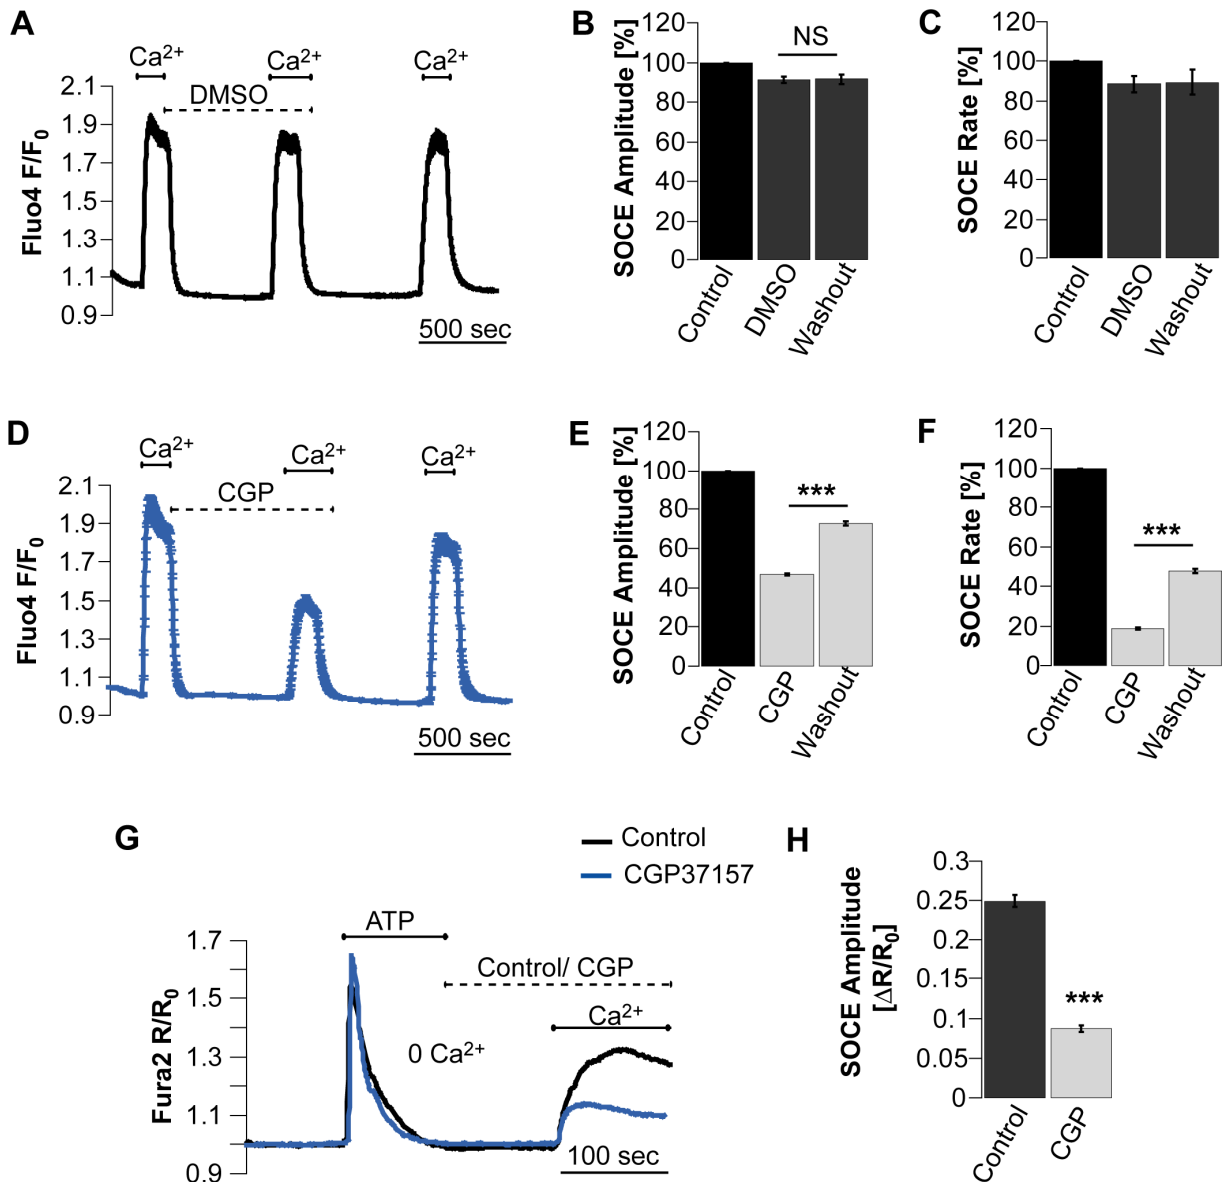 A
Ca²⁺
Ca²⁺
Ca²⁺
DMSO
2.1
1.9
1.7
1.5
1.3
1.1
0.9
Fluo4 F/F₀
500 sec
B
SOCE Amplitude [%]
120
100
80
60
40
20
0
NS
Control
DMSO
Washout
C
SOCE Rate [%]
120
100
80
60
40
20
0
Control
DMSO
Washout
D
Ca²⁺
Ca²⁺
Ca²⁺
CGP
2.1
1.9
1.7
1.5
1.3
1.1
0.9
Fluo4 F/F₀
500 sec
E
SOCE Amplitude [%]
120
100
80
60
40
20
0
***
Control
CGP
Washout
F
SOCE Rate [%]
120
100
80
60
40
20
0
***
Control
CGP
Washout
G
Control
CGP37157
ATP
Control/ CGP
Ca²⁺
0 Ca²⁺
1.7
1.5
1.3
1.1
0.9
Fura2 R/R₀
100 sec
H
SOCE Amplitude
[ΔR/R₀]
0.3
0.25
0.2
0.15
0.1
0.05
0
***
Control
CGP